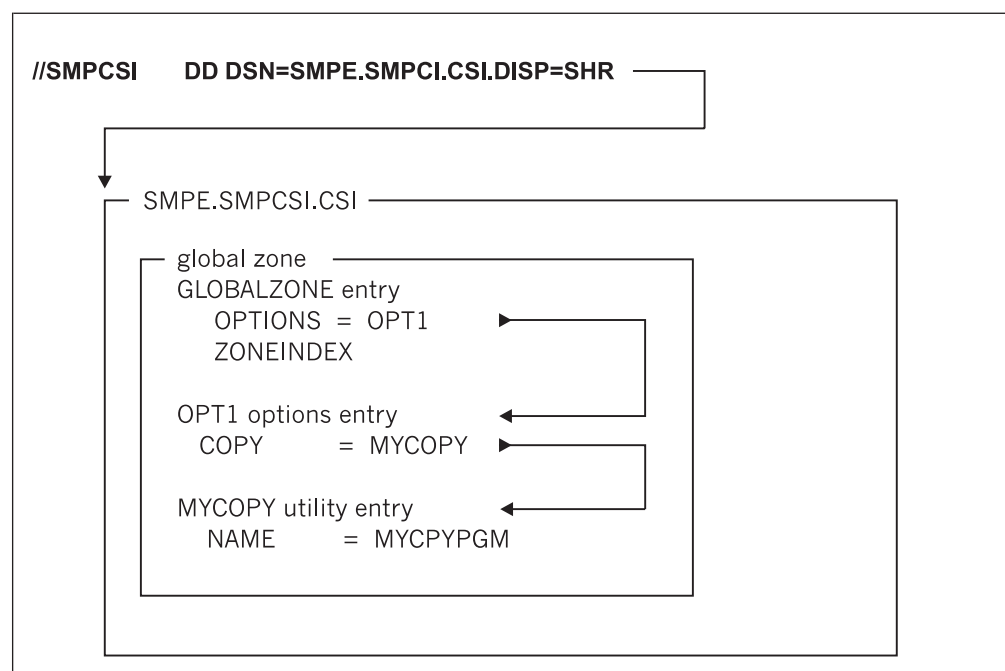 //SMPCSI DD DSN=SMPE.SMPCI.CSI.DISP=SHR
SMPE.SMPCSI.CSI
global zone
GLOBALZONE entry
OPTIONS = OPT1
ZONEINDEX
OPT1 options entry
COPY = MYCOPY
MYCOPY utility entry
NAME = MYCPYPGM